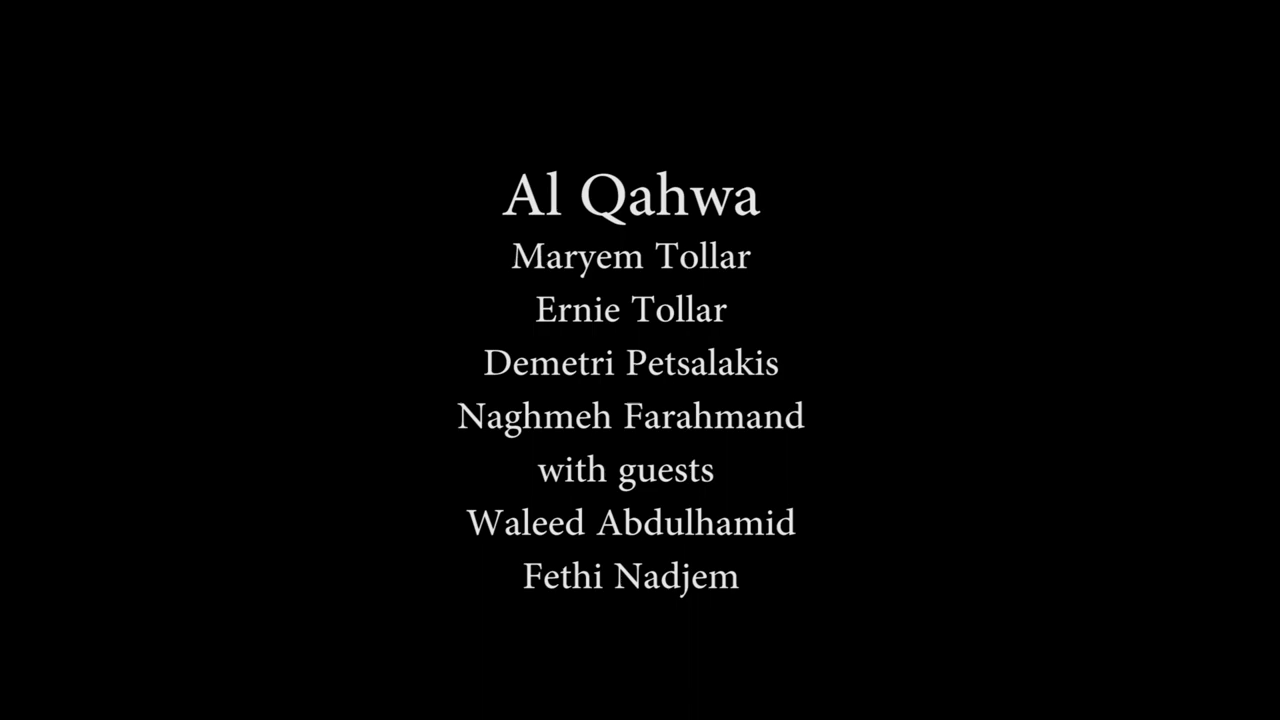 Al Qahwa
Maryem Tollar
Ernie Tollar
Demetri Petsalakis
Naghmeh Farahmand
with guests
Waleed Abdulhamid
Fethi Nadjem